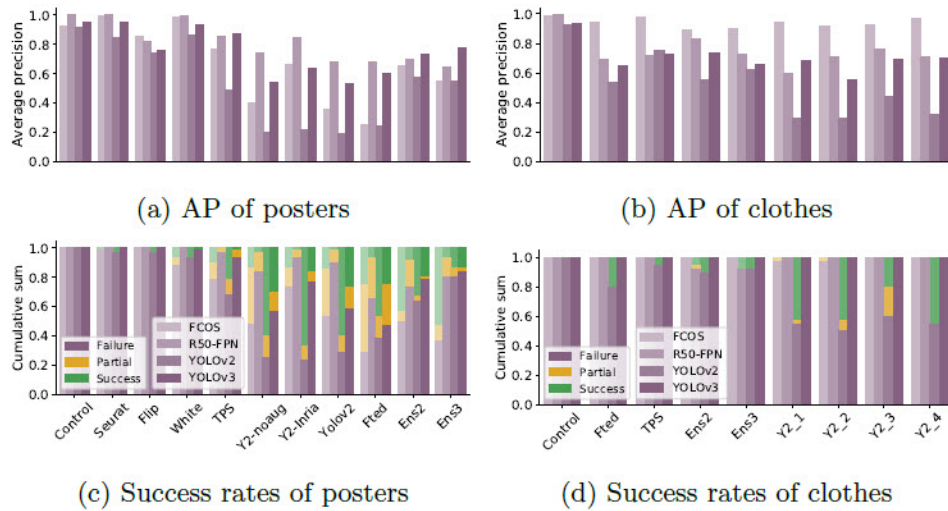 Average precision
1.0
0.8
0.6
0.4
0.2
0.0
(a) AP of posters
Average precision
1.0
0.8
0.6
0.4
0.2
0.0
(b) AP of clothes
Cumulative sum
1.0
0.8
0.6
0.4
0.2
0.0
Failure
Partial
Success
FCOS
R50-FPN
YOLOv2
YOLOv3
Control
Seurat
Flip
White
TPS
Y2-noaug
Y2-Inria
Yolov2
Fted
Ens2
Ens3
(c) Success rates of posters
Cumulative sum
1.0
0.8
0.6
0.4
0.2
0.0
Failure
Partial
Success
FCOS
R50-FPN
YOLOv2
YOLOv3
Control
Fted
TPS
Ens2
Ens3
Y2_1
Y2_2
Y2_3
Y2_4
(d) Success rates of clothes